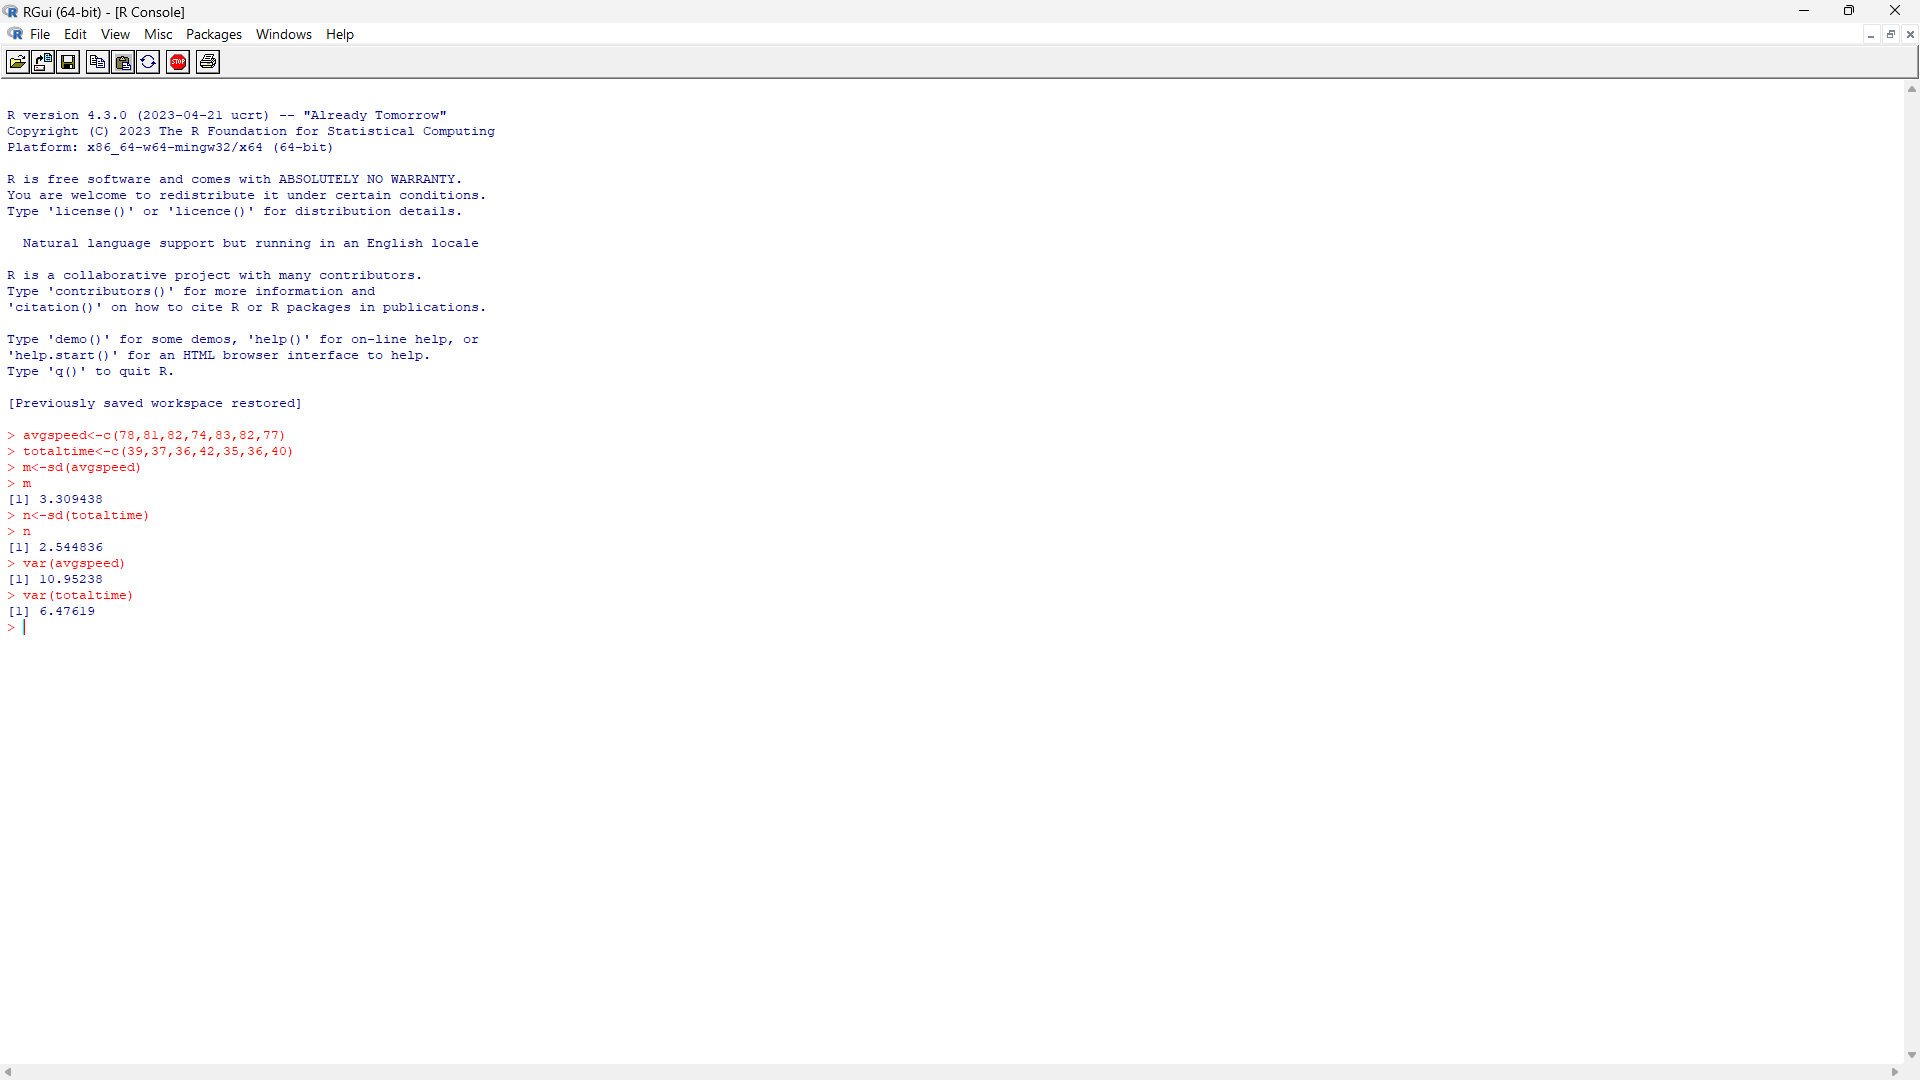 RGui (64-bit) - [R Console]
File Edit View Misc Packages Windows Help
STOP
R version 4.3.0 (2023-04-21 ucrt) -- "Already Tomorrow"
Copyright (C) 2023 The R Foundation for Statistical Computing
Platform: x86_64-w64-mingw32/x64 (64-bit)
R is free software and comes with ABSOLUTELY NO WARRANTY.
You are welcome to redistribute it under certain conditions.
Type 'license()' or 'licence()' for distribution details.
Natural language support but running in an English locale
R is a collaborative project with many contributors.
Type 'contributors()' for more information and
'citation()' on how to cite R or R packages in publications.
Type 'demo()' for some demos, 'help()' for on-line help, or
'help.start()' for an HTML browser interface to help.
Type 'q()' to quit R.
[Previously saved workspace restored]
> avgspeed<-c(78,81,82,74,83,82,77)
> totaltime<-c(39,37,36,42,35,36,40)
> m<-sd(avgspeed)
> m
[1] 3.309438
> n<-sd(totaltime)
> n
[1] 2.544836
> var(avgspeed)
[1] 10.95238
> var(totaltime)
[1] 6.47619
>